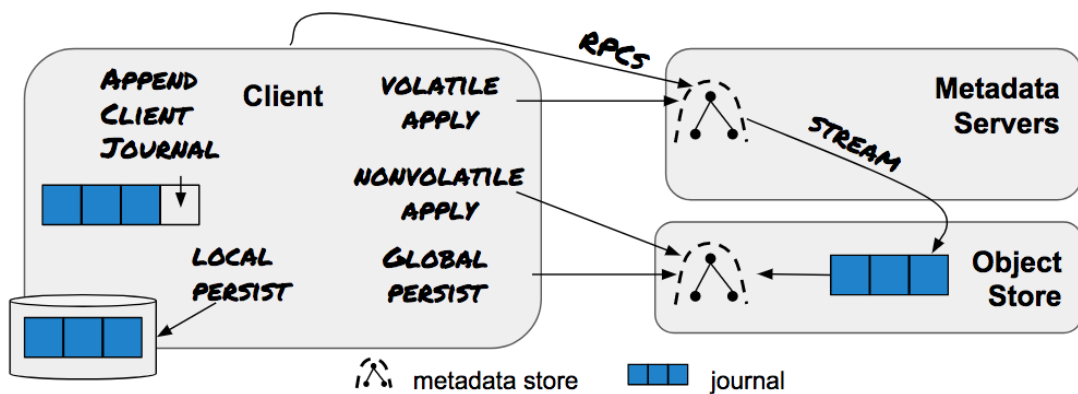 RPCs
APPEND
CLIENT
JOURNAL
Client
VOLATILE
APPLY
Metadata
Servers
STREAM
NONVOLATILE
APPLY
LOCAL
PERSIST
GLOBAL
PERSIST
Object
Store
metadata store
journal